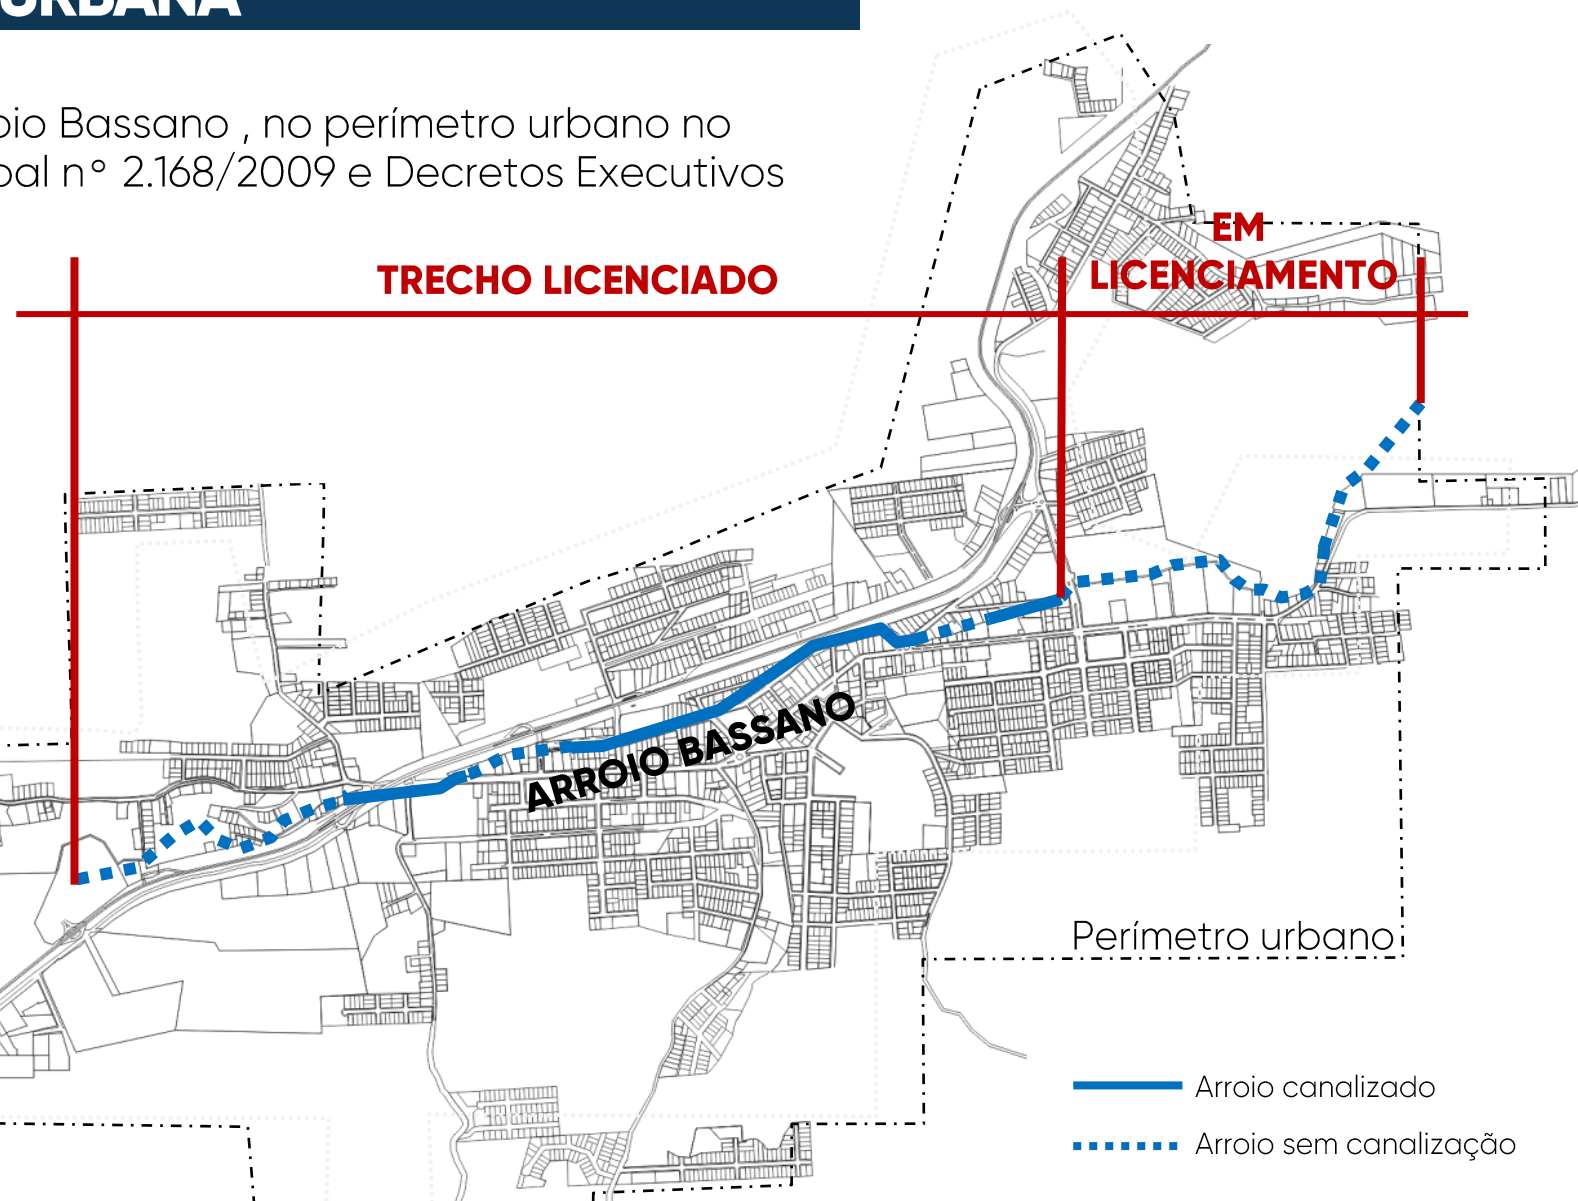 URBANA
oio Bassano , no perímetro urbano no
pal n° 2.168/2009 e Decretos Executivos
EM
TRECHO LICENCIADO
LICENCIAMENTO
ARROIO BASSANO
Perímetro urbano
Arroio canalizado
Arroio sem canalização